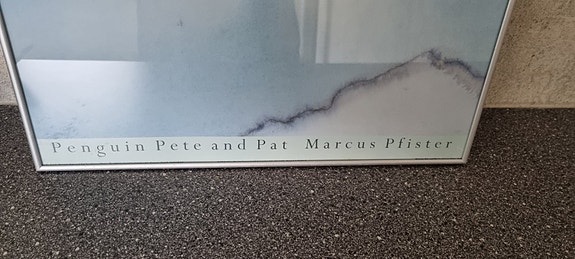 Penguin Pete and Pat Marcus Pfister